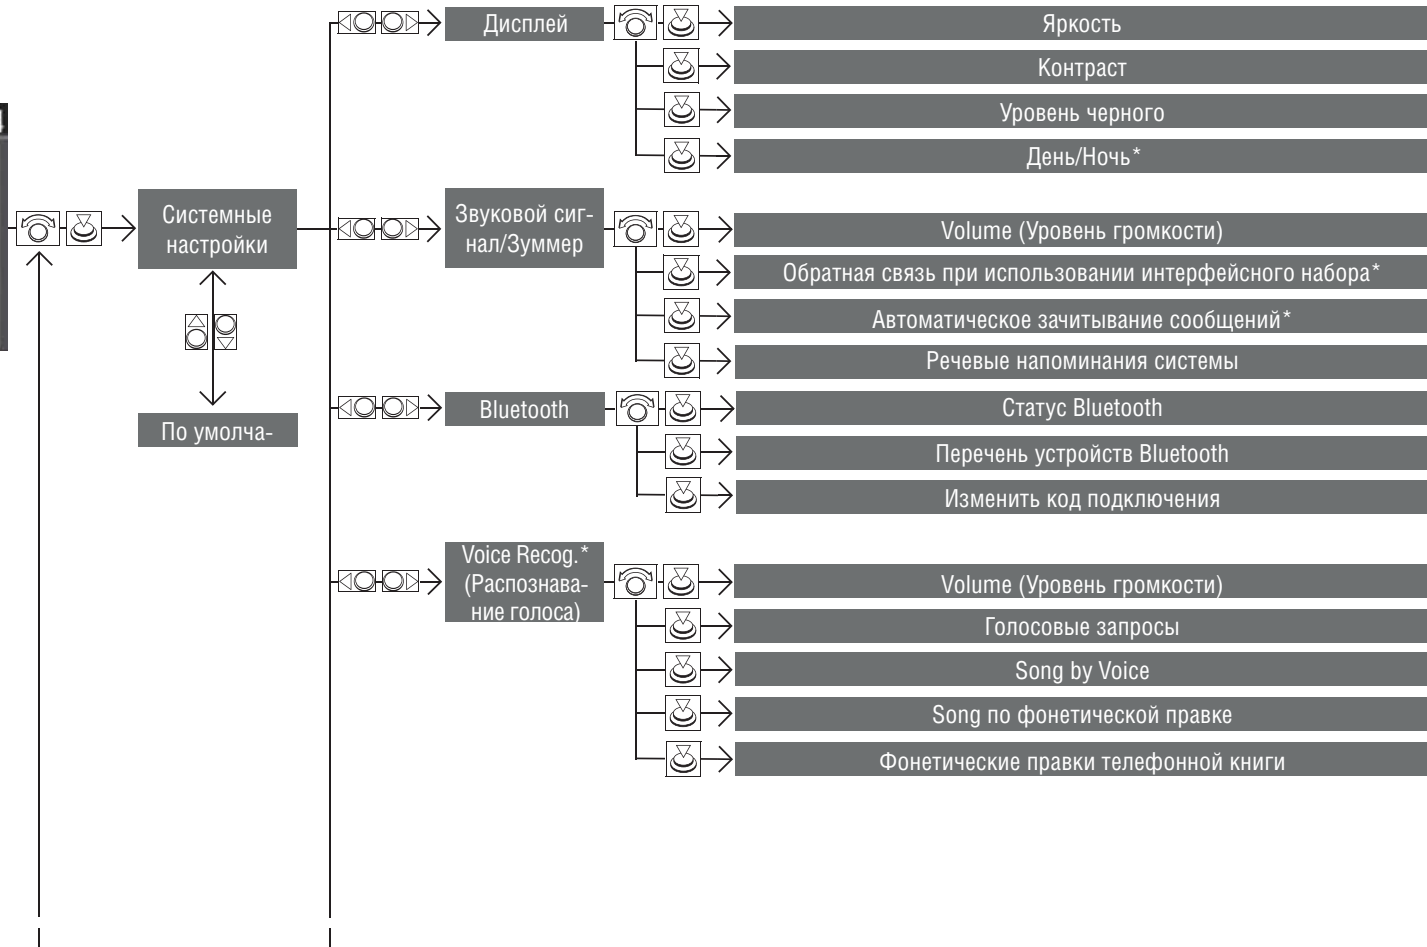 Дисплей
Яркость
Контраст
Уровень черного
День/Ночь*
Системные
настройки
По умолча-
Звуковой сиг-
нал/Зуммер
Volume (Уровень громкости)
Обратная связь при использовании интерфейсного набора*
Автоматическое зачитывание сообщений*
Речевые напоминания системы
Bluetooth
Статус Bluetooth
Перечень устройств Bluetooth
Изменить код подключения
Voice Recog.*
(Распознава-
ние голоса)
Volume (Уровень громкости)
Голосовые запросы
Song by Voice
Song по фонетической правке
Фонетические правки телефонной книги